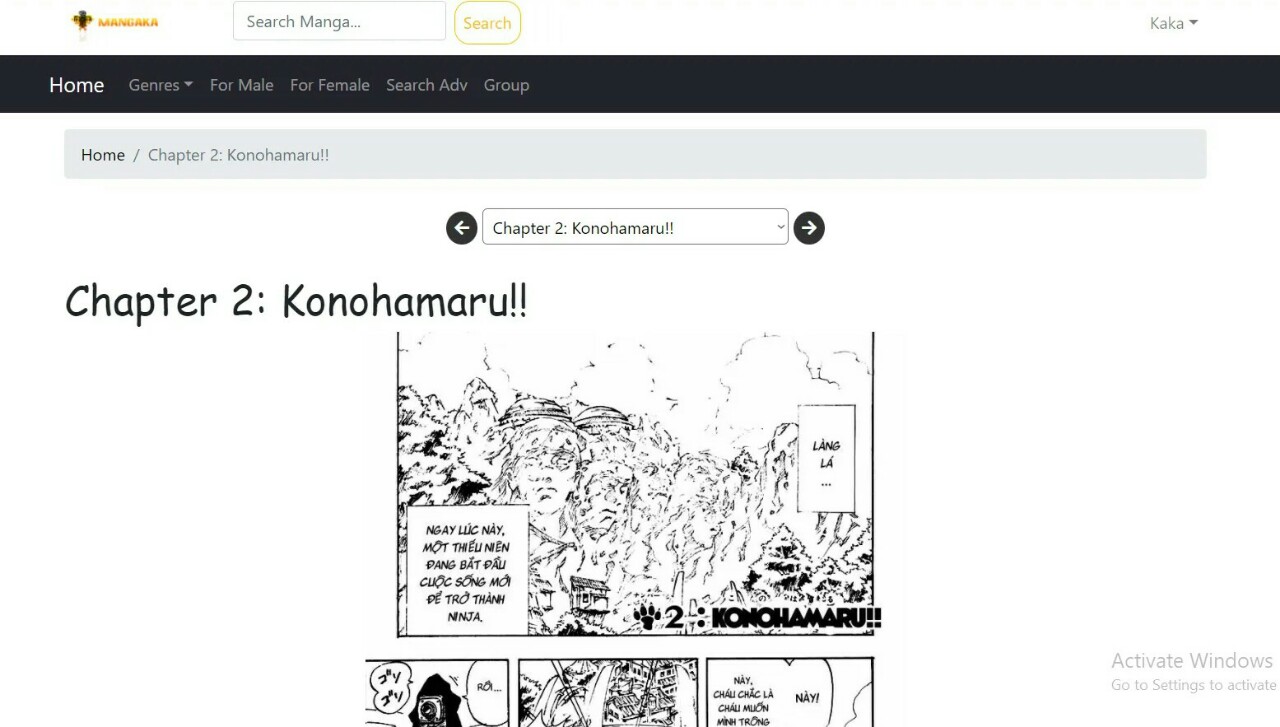 MANGAKA
Search Manga...
Search
Kaka
Home
Genres
For Male
For Female
Search Adv
Group
Home / Chapter 2: Konohamaru!!
Chapter 2: Konohamaru!!
Chapter 2: Konohamaru!!
LÀNG
LÁ
...
NGAY LÚC NÀY,
MỘT THIẾU NIÊN
ĐANG BẮT ĐẦU
CUỘC SỐNG MỚI
ĐỂ TRỞ THÀNH
NINJA.
2 : KONOHAMARU!!
ゴソ
ゴソ
RỒI...
NÀY,
CHÁU CHẮC LÀ
CHÁU MUỐN
MÌNH TRÔNG
NÀY!
Activate Windows
Go to Settings to activate